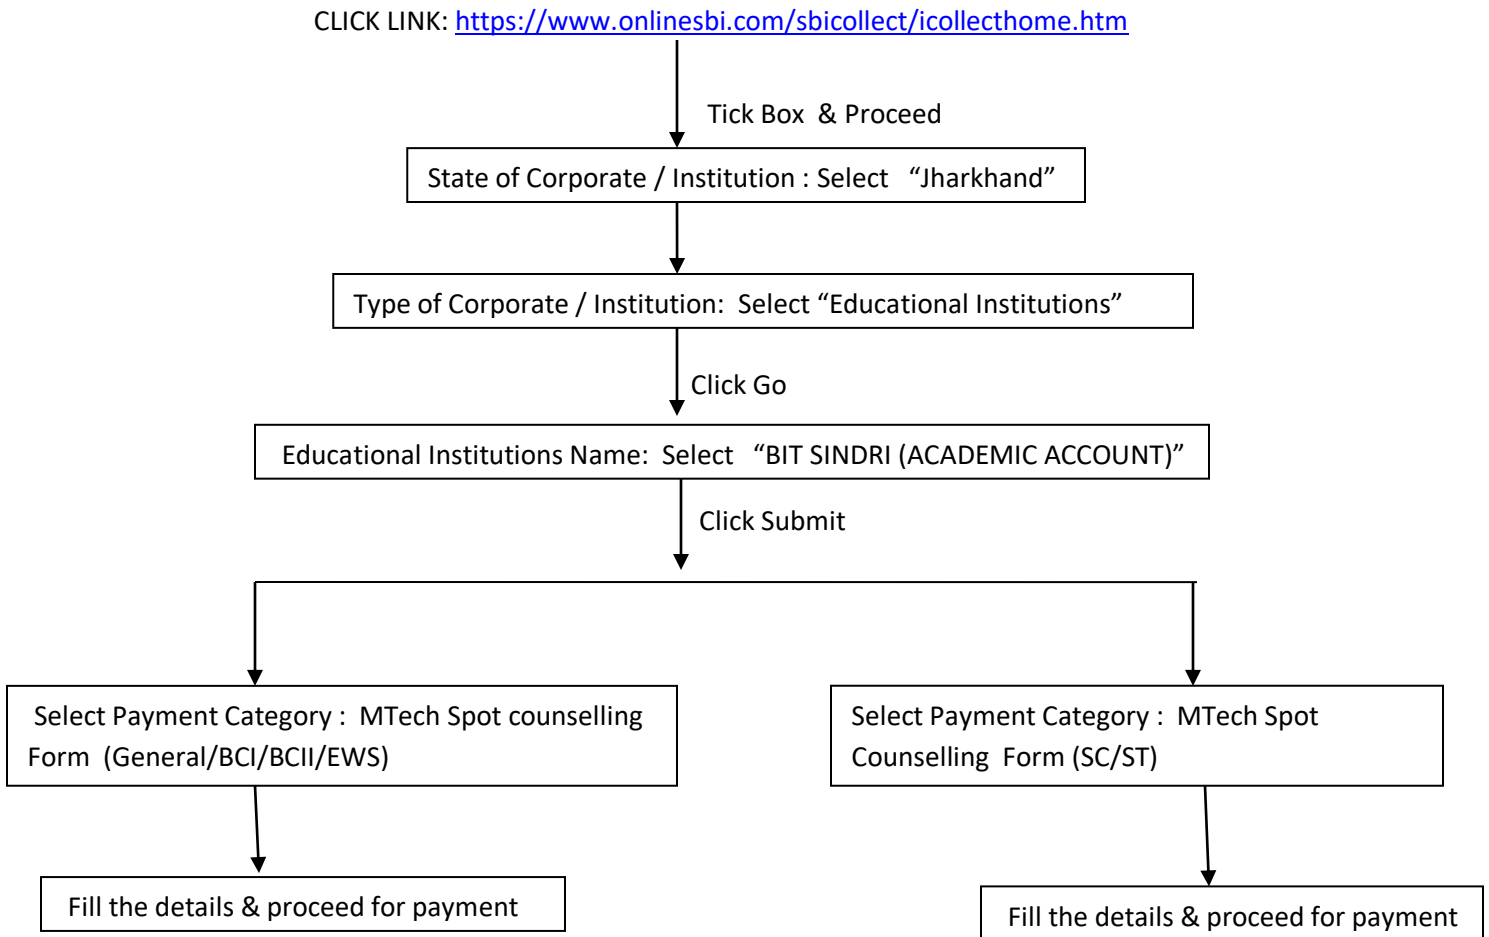 CLICK LINK: https://www.onlinesbi.com/sbicollect/icollecthome.htm
Tick Box & Proceed
State of Corporate / Institution : Select “Jharkhand”
Type of Corporate / Institution: Select “Educational Institutions”
Click Go
Educational Institutions Name: Select “BIT SINDRI (ACADEMIC ACCOUNT)”
Click Submit
Select Payment Category : MTech Spot counselling
Form (General/BCI/BCII/EWS)
Select Payment Category : MTech Spot
Counselling Form (SC/ST)
Fill the details & proceed for payment
Fill the details & proceed for payment